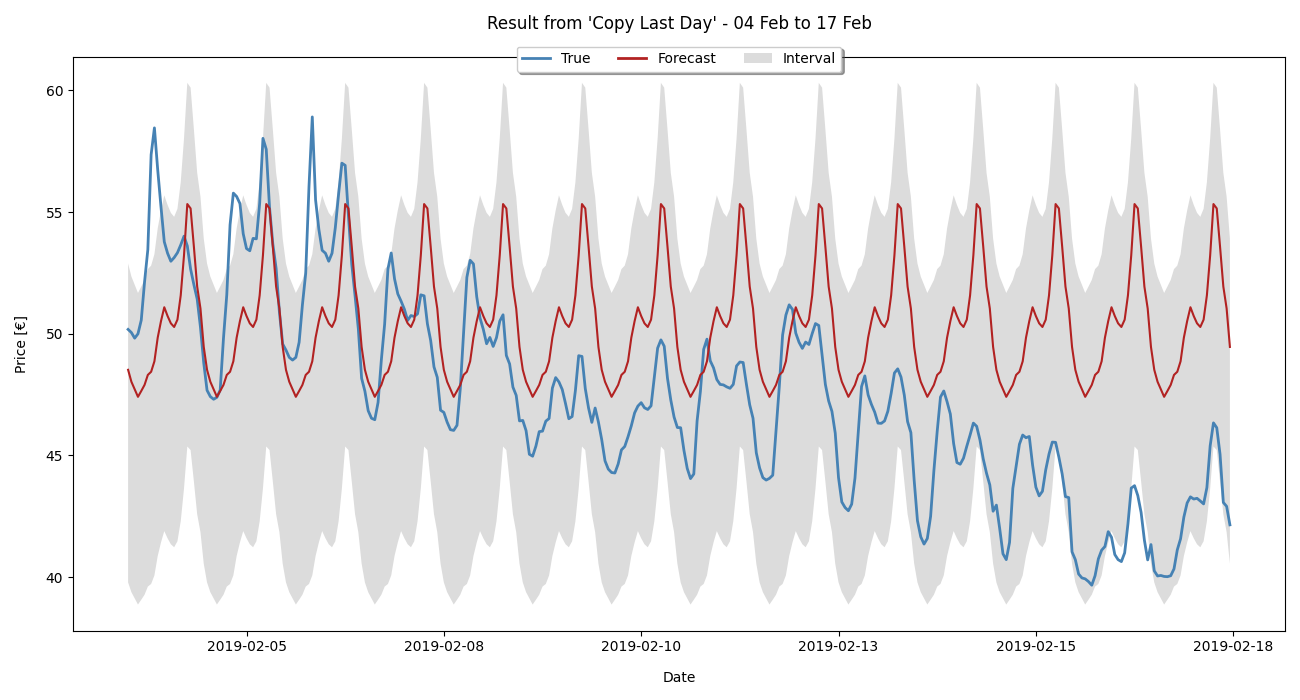 Result from 'Copy Last Day' - 04 Feb to 17 Feb
True Forecast Interval
Price [€]
60
55
50
45
40
2019-02-05 2019-02-08 2019-02-10 2019-02-13 2019-02-15 2019-02-18
Date